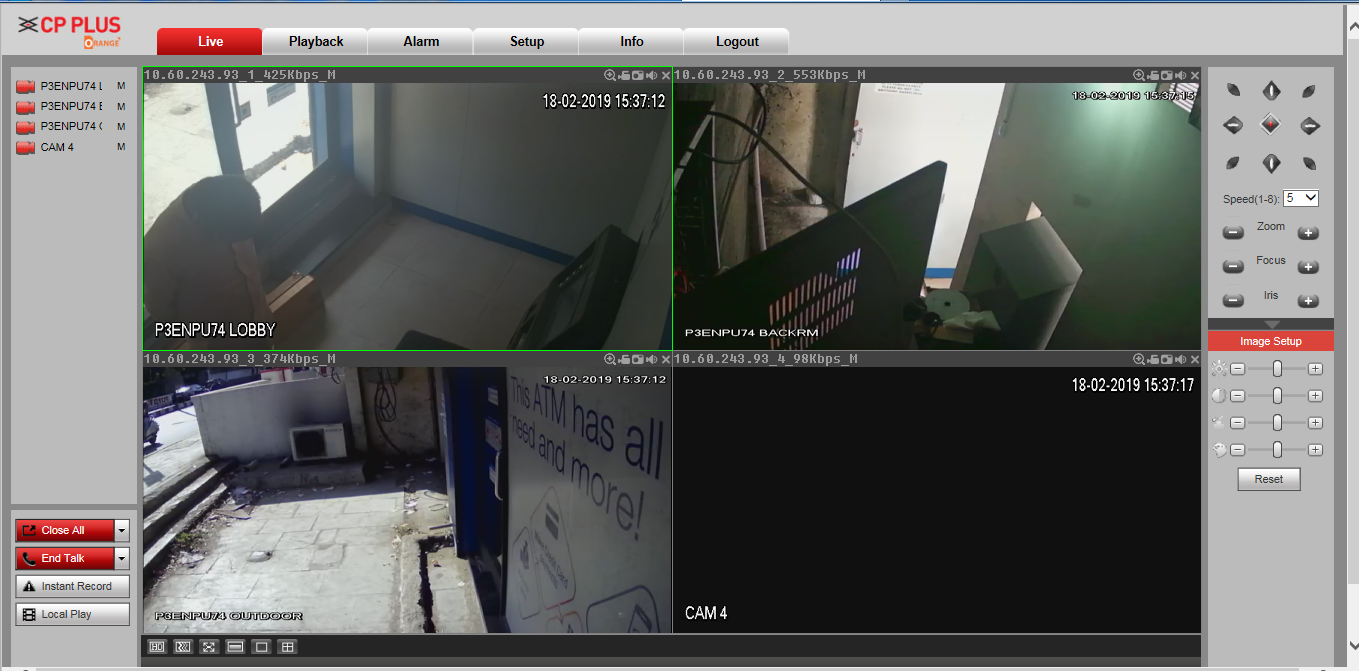 CP PLUS
ORANGE
Live Playback Alarm Setup Info Logout
P3ENPU74 L M
P3ENPU74 E M
P3ENPU74 ( M
CAM 4 M
Close All
End Talk
Instant Record
Local Play
10.60.243.93_1_425Kbps_M
18-02-2019 15:37:12
P3ENPU74 LOBBY
10.60.243.93_2_553Kbps_M
18-02-2019 15:37:15
P3ENPU74 BACKRM
10.60.243.93_3_374Kbps_M
18-02-2019 15:37:12
This ATM has all
need and more!
P3ENPU74 OUTDOOR
10.60.243.93_4_98Kbps_M
18-02-2019 15:37:17
CAM 4
HD
Speed(1-8): 5
Zoom
Focus
Iris
Image Setup
Reset